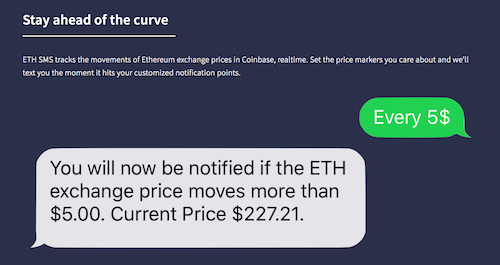 Stay ahead of the curve
ETH SMS tracks the movements of Ethereum exchange prices in Coinbase, realtime. Set the price markers you care about and we'll
text you the moment it hits your customized notification points.
Every 5$
You will now be notified if the ETH
exchange price moves more than
$5.00. Current Price $227.21.